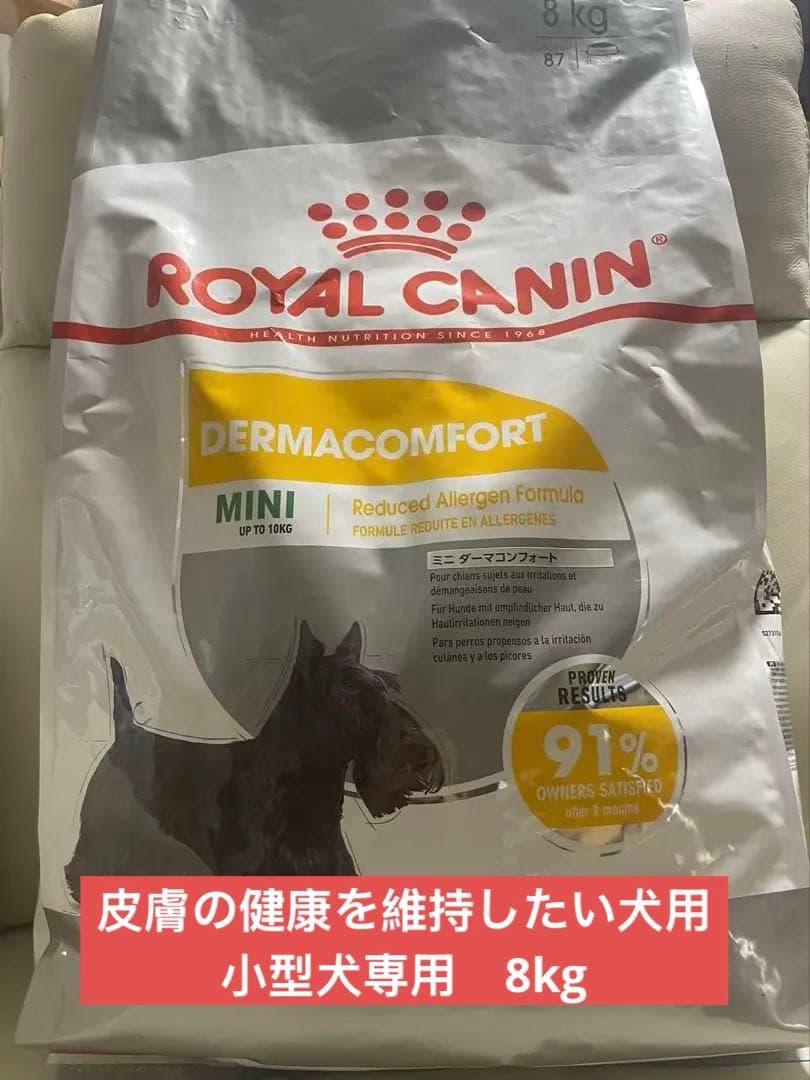 8 kg
87
ROYAL CANIN®
HEALTH NUTRITION SINCE 1968
DERMACOMFORT
MINI
UP TO 10KG
Reduced Allergen Formula
FORMULE RÉDUITE EN ALLERGÈNES
ミニ ダーマコンフォート
Pour chiens sujets aux irritations et
démangeaisons de peau
Für Hunde mit empfindlicher Haut, die zu
Hautirritationen neigen
Para perros propensos a la irritación
cutánea y a los picores
PROVEN
RESULTS
91%
OWNERS SATISFIED
after 2 months
皮膚の健康を維持したい犬用
小型犬専用 8kg